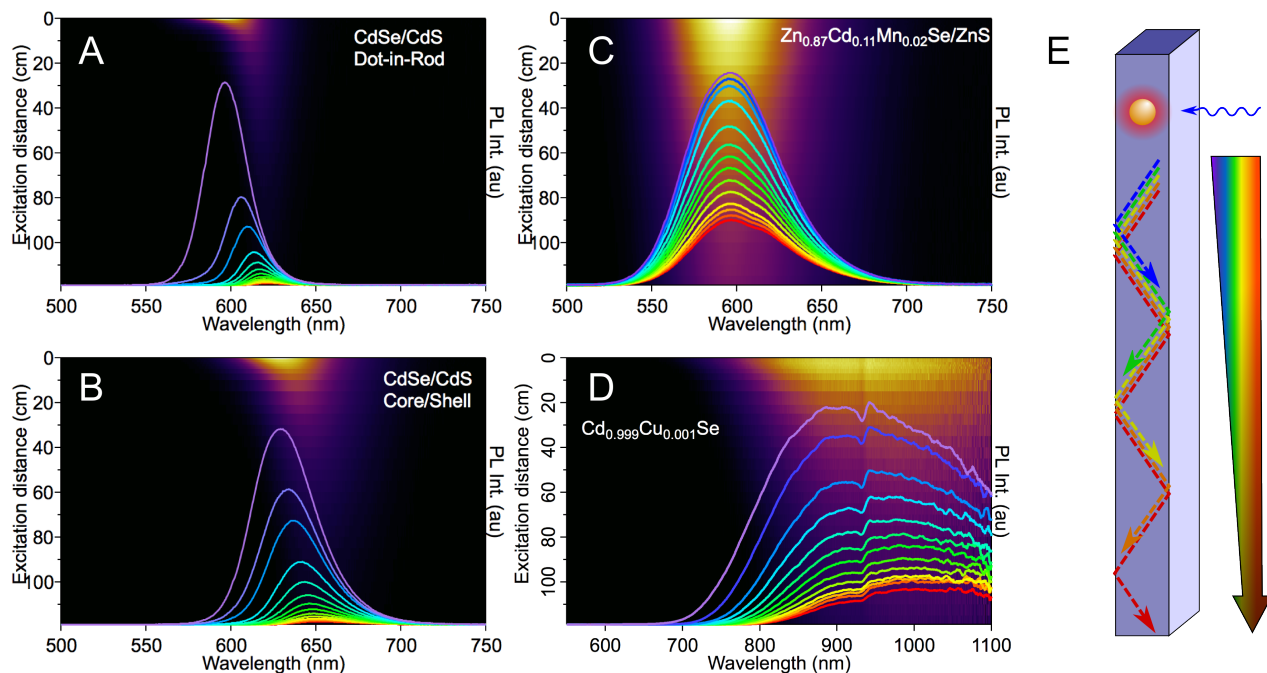 A
CdSe/CdS
Dot-in-Rod
Excitation distance (cm)
0
20
40
60
80
100
PL Int. (au)
500
550
600
650
700
750
Wavelength (nm)
B
CdSe/CdS
Core/Shell
Excitation distance (cm)
0
20
40
60
80
100
PL Int. (au)
500
550
600
650
700
750
Wavelength (nm)
C
Zn0.87Cd0.11Mn0.02Se/ZnS
Excitation distance (cm)
0
20
40
60
80
100
PL Int. (au)
500
550
600
650
700
750
Wavelength (nm)
D
Cd0.999Cu0.001Se
Excitation distance (cm)
0
20
40
60
80
100
PL Int. (au)
600
700
800
900
1000
1100
Wavelength (nm)
E